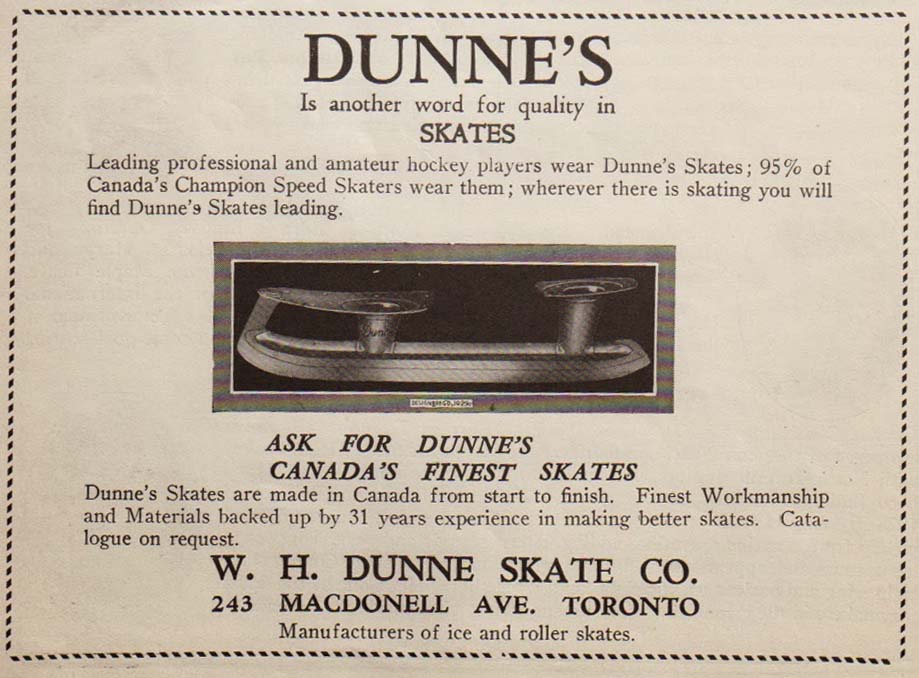 DUNNE'S
Is another word for quality in
SKATES
Leading professional and amateur hockey players wear Dunne's Skates; 95% of
Canada's Champion Speed Skaters wear them; wherever there is skating you will
find Dunne's Skates leading.
Dunne
ASK FOR DUNNE'S
CANADA'S FINEST SKATES
Dunne's Skates are made in Canada from start to finish. Finest Workmanship
and Materials backed up by 31 years experience in making better skates. Cata-
logue on request.
W. H. DUNNE SKATE CO.
243 MACDONELL AVE. TORONTO
Manufacturers of ice and roller skates.